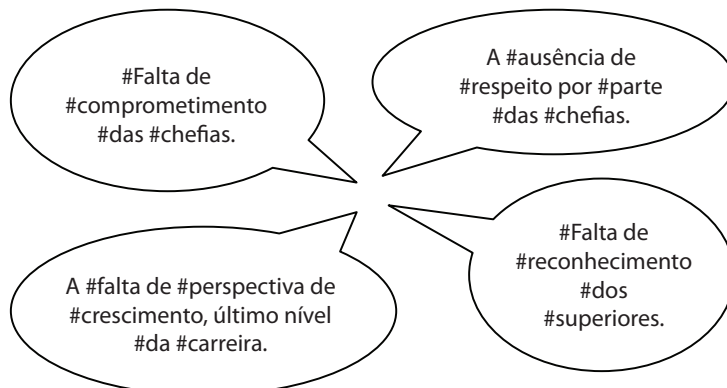 #Falta de
#comprometimento
#das #chefias.
A #ausência de
#respeito por #parte
#das #chefias.
A #falta de #perspectiva de
#crescimento, último nível
#da #carreira.
#Falta de
#reconhecimento
#dos
#superiores.